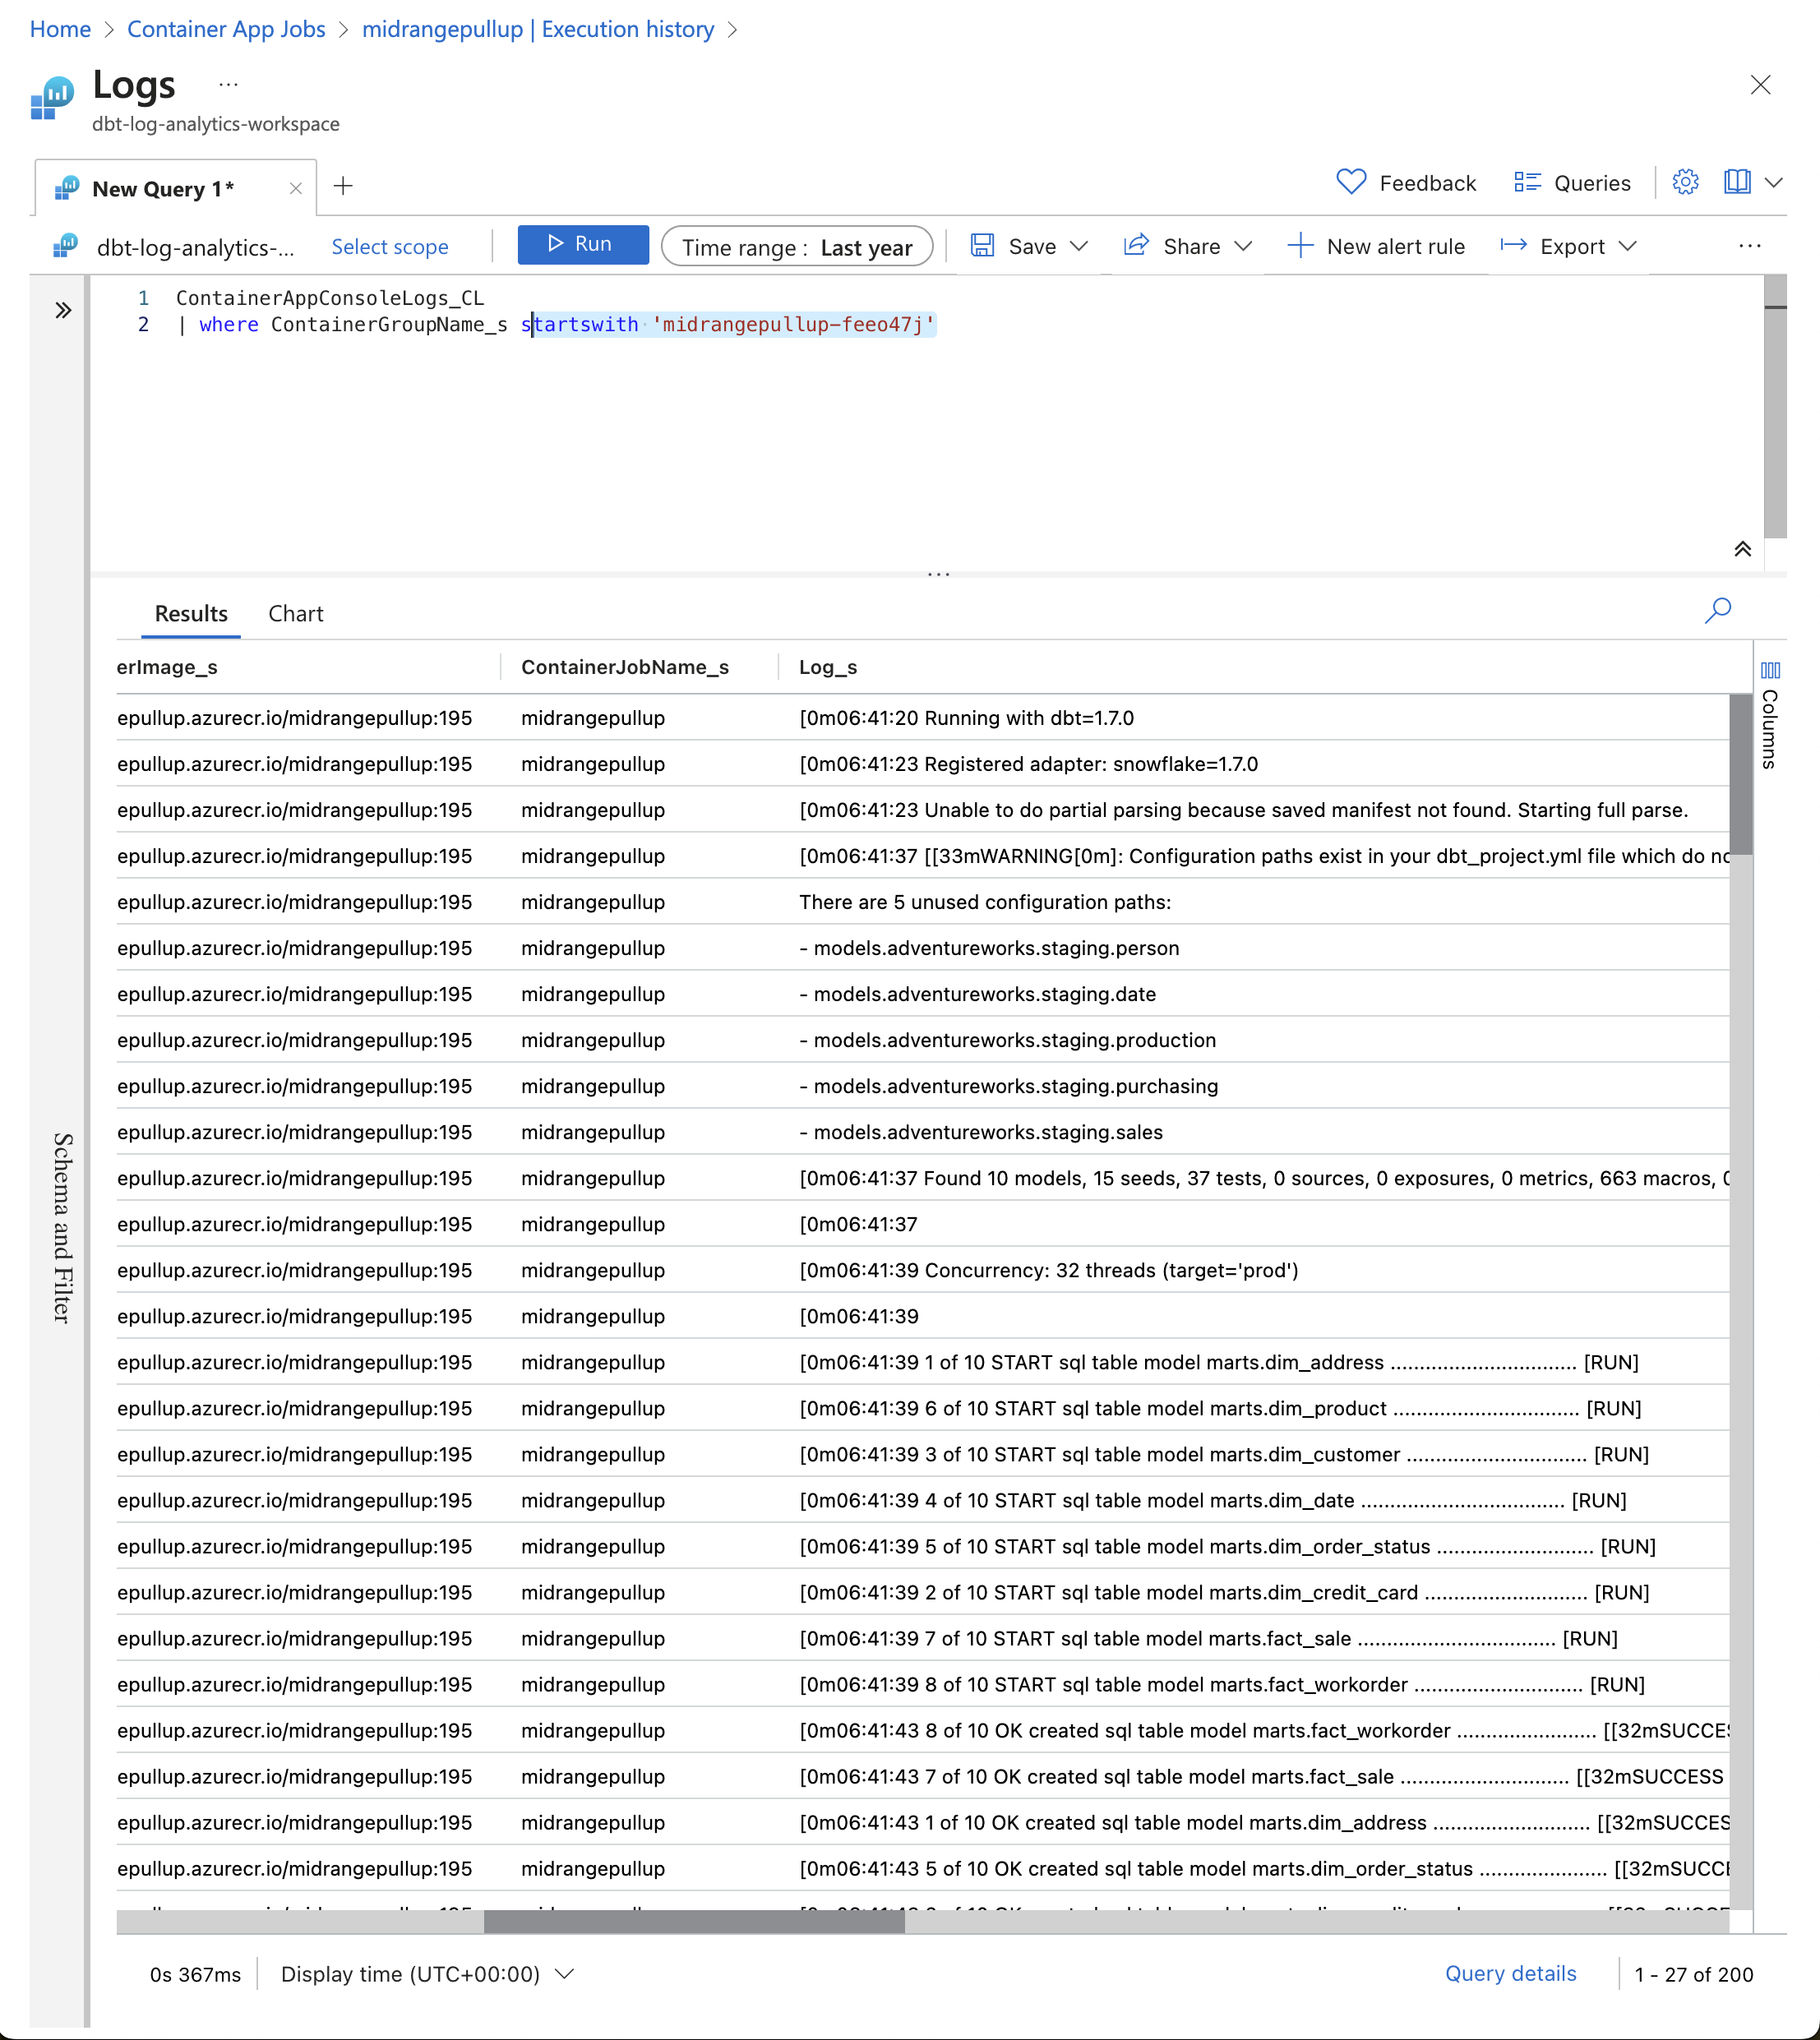 Home > Container App Jobs > midrangepullup | Execution history >
Logs ...
dbt-log-analytics-workspace
New Query 1* × +
Feedback Queries
dbt-log-analytics-... Select scope Run Time range : Last year Save Share New alert rule Export ...
1 ContainerAppConsoleLogs_CL
2 | where ContainerGroupName_s startswith 'midrangepullup-feeo47j'
Results Chart
erImage_s ContainerJobName_s Log_s
Columns
Schema and Filter
epullup.azurecr.io/midrangepullup:195 midrangepullup [0m06:41:20 Running with dbt=1.7.0
epullup.azurecr.io/midrangepullup:195 midrangepullup [0m06:41:23 Registered adapter: snowflake=1.7.0
epullup.azurecr.io/midrangepullup:195 midrangepullup [0m06:41:23 Unable to do partial parsing because saved manifest not found. Starting full parse.
epullup.azurecr.io/midrangepullup:195 midrangepullup [0m06:41:37 [[33mWARNING[0m]: Configuration paths exist in your dbt_project.yml file which do
epullup.azurecr.io/midrangepullup:195 midrangepullup There are 5 unused configuration paths:
epullup.azurecr.io/midrangepullup:195 midrangepullup - models.adventureworks.staging.person
epullup.azurecr.io/midrangepullup:195 midrangepullup - models.adventureworks.staging.date
epullup.azurecr.io/midrangepullup:195 midrangepullup - models.adventureworks.staging.production
epullup.azurecr.io/midrangepullup:195 midrangepullup - models.adventureworks.staging.purchasing
epullup.azurecr.io/midrangepullup:195 midrangepullup - models.adventureworks.staging.sales
epullup.azurecr.io/midrangepullup:195 midrangepullup [0m06:41:37 Found 10 models, 15 seeds, 37 tests, 0 sources, 0 exposures, 0 metrics, 663 macros,
epullup.azurecr.io/midrangepullup:195 midrangepullup [0m06:41:37
epullup.azurecr.io/midrangepullup:195 midrangepullup [0m06:41:39 Concurrency: 32 threads (target='prod')
epullup.azurecr.io/midrangepullup:195 midrangepullup [0m06:41:39
epullup.azurecr.io/midrangepullup:195 midrangepullup [0m06:41:39 1 of 10 START sql table model marts.dim_address ................................ [RUN]
epullup.azurecr.io/midrangepullup:195 midrangepullup [0m06:41:39 6 of 10 START sql table model marts.dim_product ................................ [RUN]
epullup.azurecr.io/midrangepullup:195 midrangepullup [0m06:41:39 3 of 10 START sql table model marts.dim_customer ............................... [RUN]
epullup.azurecr.io/midrangepullup:195 midrangepullup [0m06:41:39 4 of 10 START sql table model marts.dim_date ................................... [RUN]
epullup.azurecr.io/midrangepullup:195 midrangepullup [0m06:41:39 5 of 10 START sql table model marts.dim_order_status ........................... [RUN]
epullup.azurecr.io/midrangepullup:195 midrangepullup [0m06:41:39 2 of 10 START sql table model marts.dim_credit_card ............................ [RUN]
epullup.azurecr.io/midrangepullup:195 midrangepullup [0m06:41:39 7 of 10 START sql table model marts.fact_sale .................................. [RUN]
epullup.azurecr.io/midrangepullup:195 midrangepullup [0m06:41:39 8 of 10 START sql table model marts.fact_workorder ............................. [RUN]
epullup.azurecr.io/midrangepullup:195 midrangepullup [0m06:41:43 8 of 10 OK created sql table model marts.fact_workorder ........................ [[32mSUCCE
epullup.azurecr.io/midrangepullup:195 midrangepullup [0m06:41:43 7 of 10 OK created sql table model marts.fact_sale ............................. [[32mSUCCESS
epullup.azurecr.io/midrangepullup:195 midrangepullup [0m06:41:43 1 of 10 OK created sql table model marts.dim_address ........................... [[32mSUCCES
epullup.azurecr.io/midrangepullup:195 midrangepullup [0m06:41:43 5 of 10 OK created sql table model marts.dim_order_status ...................... [[32mSUCC
0s 367ms Display time (UTC+00:00) Query details 1 - 27 of 200